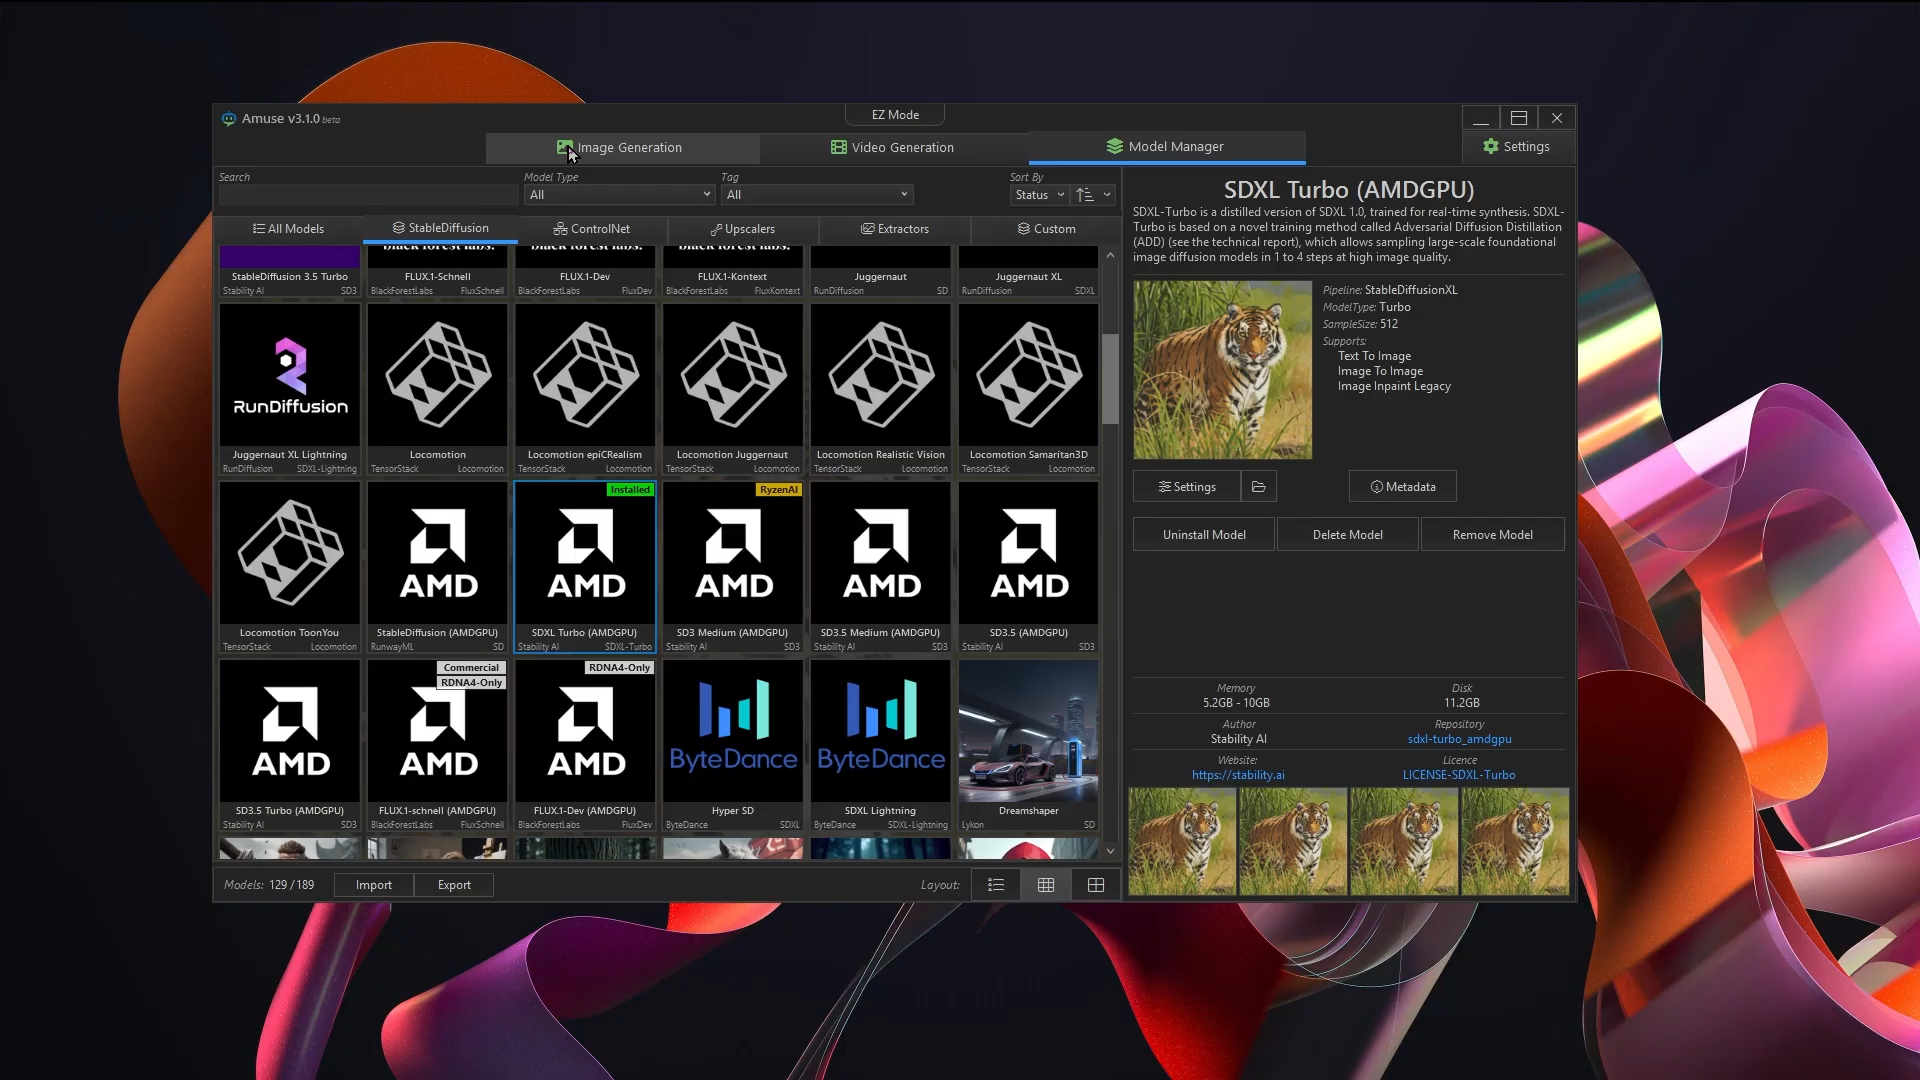 Amuse v3.1.0 beta
EZ Mode
Image Generation
Video Generation
Model Manager
Settings
Search
Model Type
Tag
Sort By
All
All
Status
All Models
StableDiffusion
ControlNet
Upscalers
Extractors
Custom
black forest labs.
black forest labs.
black forest labs.
StableDiffusion 3.5 Turbo
Stability AI SD3
FLUX.1-Schnell
BlackForestLabs FluxSchnell
FLUX.1-Dev
BlackForestLabs FluxDev
FLUX.1-Kontext
BlackForestLabs FluxKontext
Juggernaut
RunDiffusion SD
Juggernaut XL
RunDiffusion SDXL
RunDiffusion
Juggernaut XL Lightning
RunDiffusion SDXL-Lightning
Locomotion
TensorStack Locomotion
Locomotion epiCRealism
TensorStack Locomotion
Locomotion Juggernaut
TensorStack Locomotion
Locomotion Realistic Vision
TensorStack Locomotion
Locomotion Samaritan3D
TensorStack Locomotion
Locomotion ToonYou
TensorStack Locomotion
AMD
StableDiffusion (AMDGPU)
RunwayML SD
Installed
AMD
SDXL Turbo (AMDGPU)
Stability AI SDXL-Turbo
RyzenAI
AMD
SD3 Medium (AMDGPU)
Stability AI SD3
AMD
SD3.5 Medium (AMDGPU)
Stability AI SD3
AMD
SD3.5 (AMDGPU)
Stability AI SD3
AMD
SD3.5 Turbo (AMDGPU)
Stability AI SD3
Commercial
RDNA4-Only
AMD
FLUX.1-schnell (AMDGPU)
BlackForestLabs FluxSchnell
RDNA4-Only
AMD
FLUX.1-Dev (AMDGPU)
BlackForestLabs FluxDev
ByteDance
Hyper SD
ByteDance SDXL
ByteDance
SDXL Lightning
ByteDance SDXL-Lightning
Dreamshaper
Lykon SD
Models: 129 / 189
Import
Export
Layout:
SDXL Turbo (AMDGPU)
SDXL-Turbo is a distilled version of SDXL 1.0, trained for real-time synthesis. SDXL-
Turbo is based on a novel training method called Adversarial Diffusion Distillation
(ADD) (see the technical report), which allows sampling large-scale foundational
image diffusion models in 1 to 4 steps at high image quality.
Pipeline: StableDiffusionXL
ModelType: Turbo
SampleSize: 512
Supports:
Text To Image
Image To Image
Image Inpaint Legacy
Settings
Metadata
Uninstall Model
Delete Model
Remove Model
Memory
5.2GB - 10GB
Disk
11.2GB
Author
Stability AI
Repository
sdxl-turbo_amdgpu
Website:
https://stability.ai
Licence
LICENSE-SDXL-Turbo